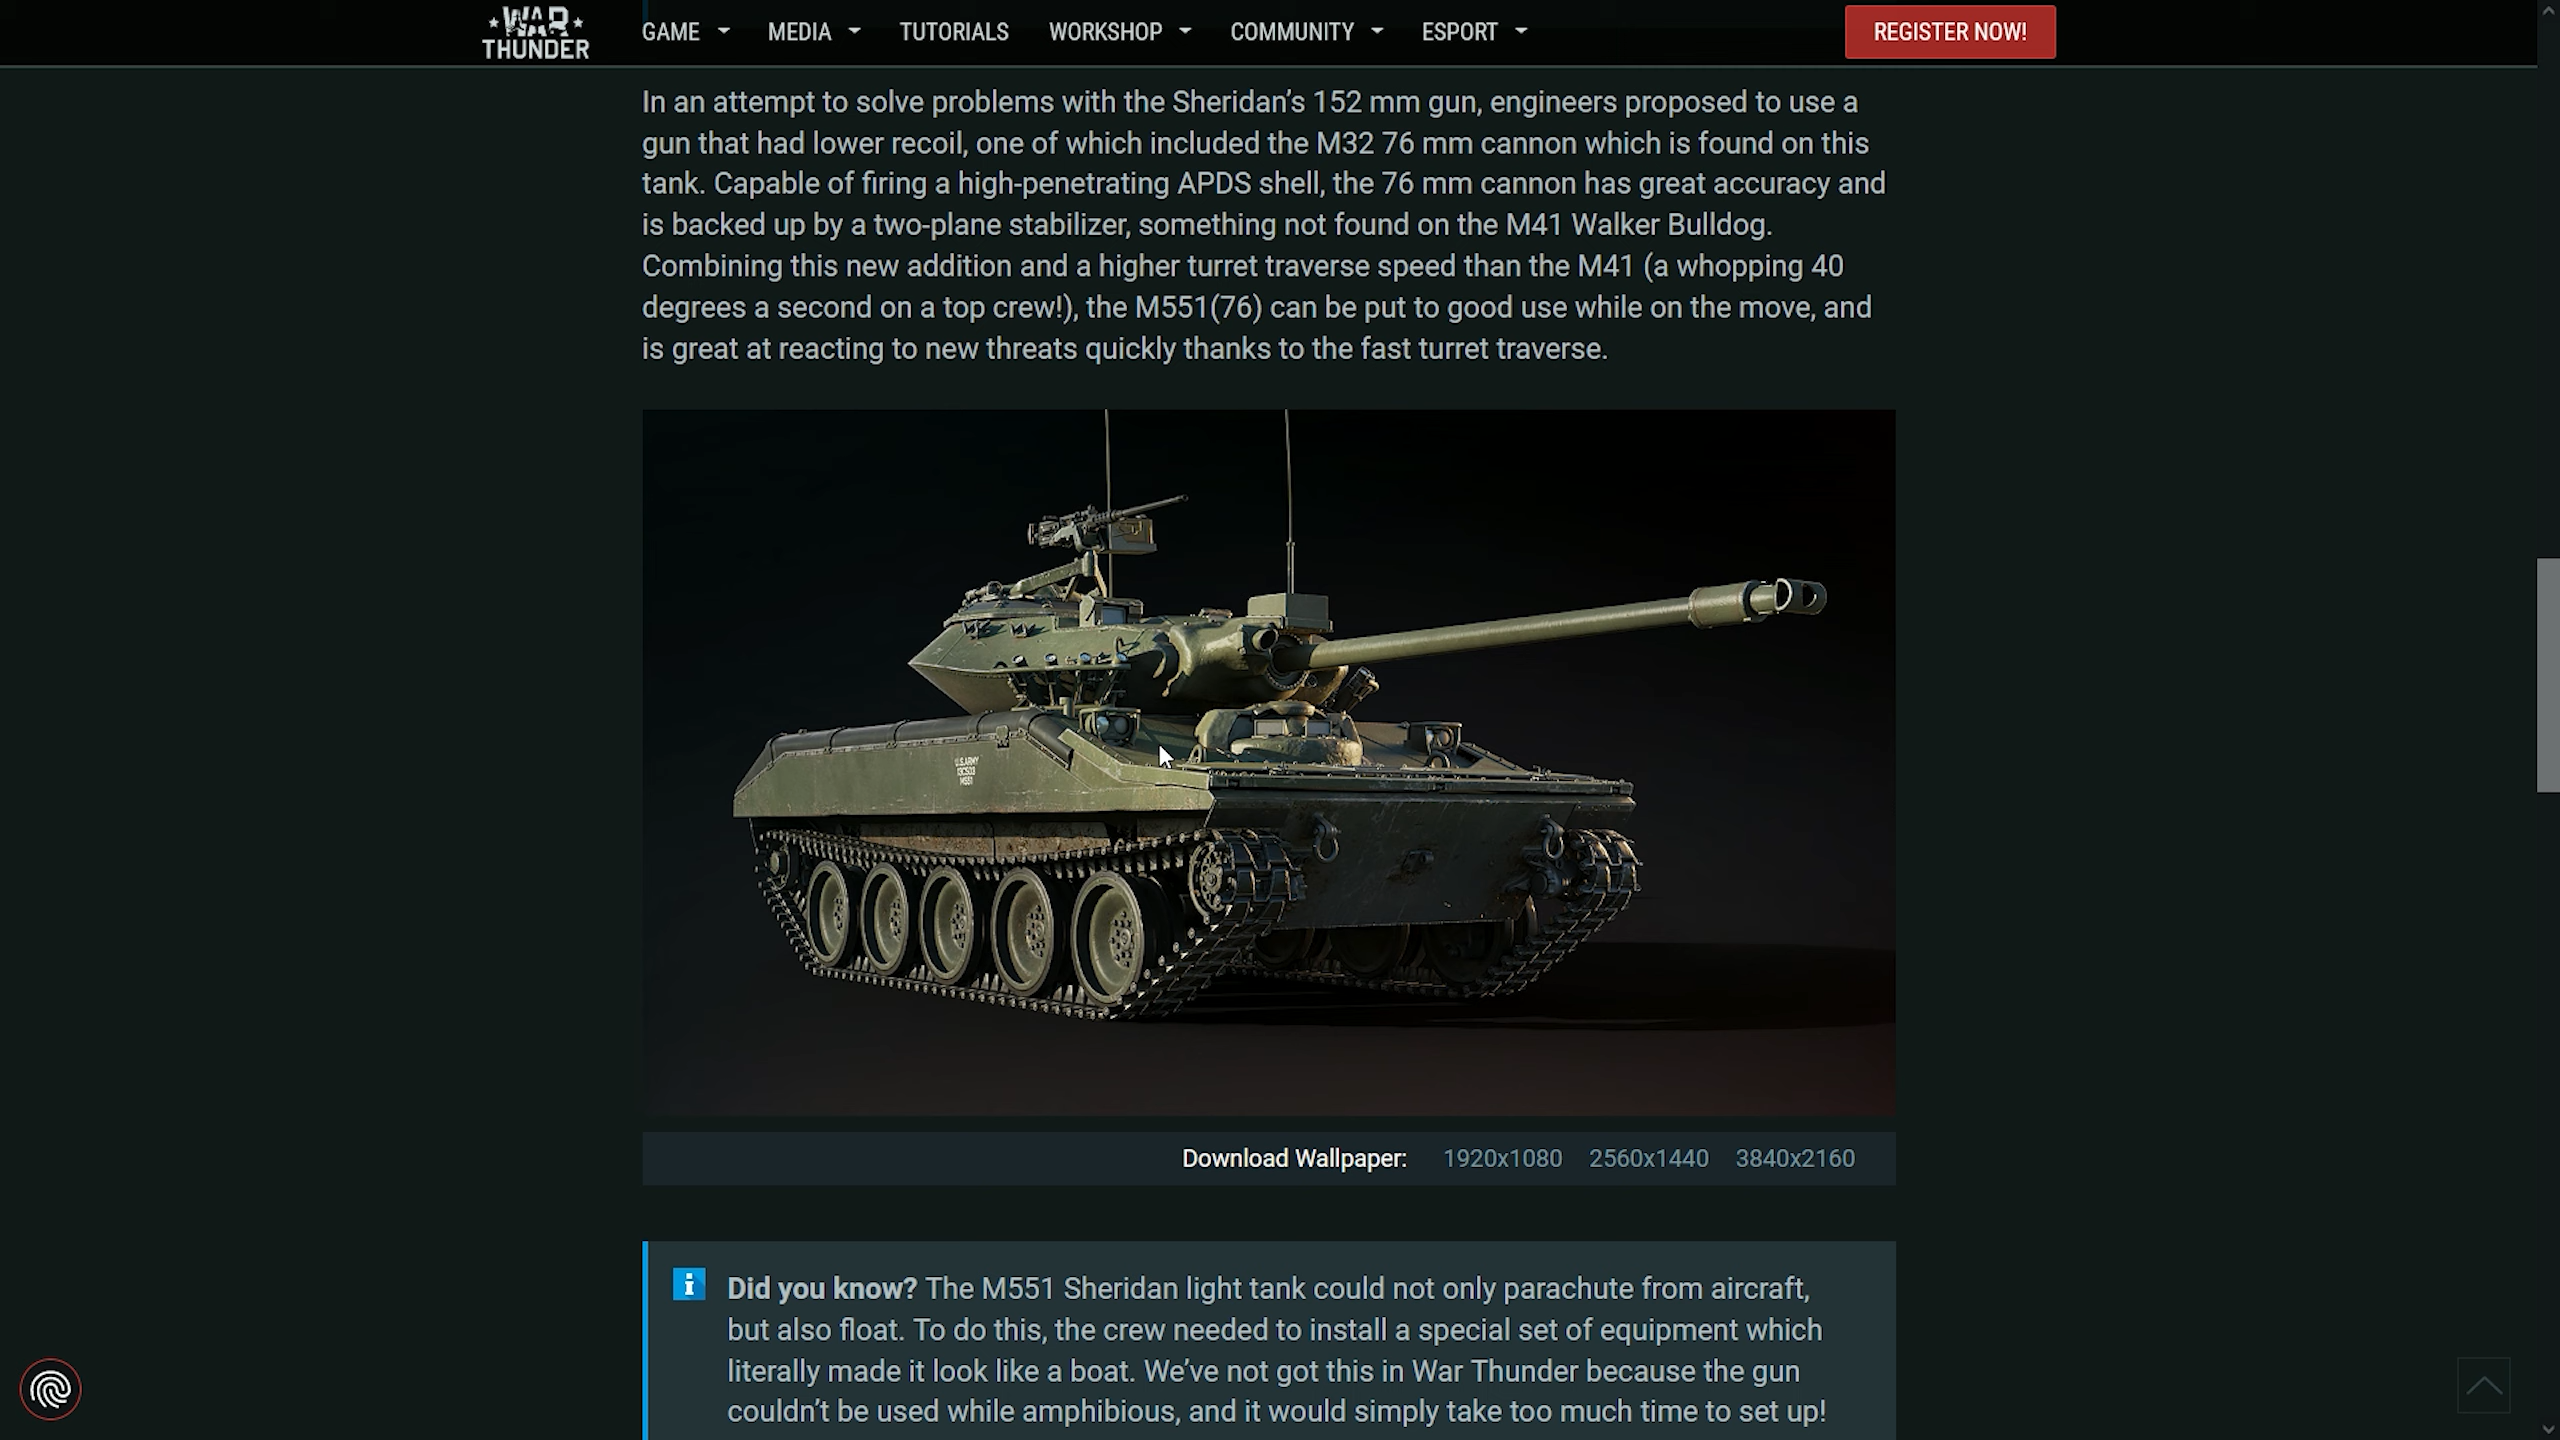 WAR
THUNDER
GAME MEDIA TUTORIALS WORKSHOP COMMUNITY ESPORT REGISTER NOW!
In an attempt to solve problems with the Sheridan’s 152 mm gun, engineers proposed to use a
gun that had lower recoil, one of which included the M32 76 mm cannon which is found on this
tank. Capable of firing a high-penetrating APDS shell, the 76 mm cannon has great accuracy and
is backed up by a two-plane stabilizer, something not found on the M41 Walker Bulldog.
Combining this new addition and a higher turret traverse speed than the M41 (a whopping 40
degrees a second on a top crew!), the M551(76) can be put to good use while on the move, and
is great at reacting to new threats quickly thanks to the fast turret traverse.
U.S.ARMY
M551
Download Wallpaper: 1920x1080 2560x1440 3840x2160
Did you know? The M551 Sheridan light tank could not only parachute from aircraft,
but also float. To do this, the crew needed to install a special set of equipment which
literally made it look like a boat. We’ve not got this in War Thunder because the gun
couldn’t be used while amphibious, and it would simply take too much time to set up!